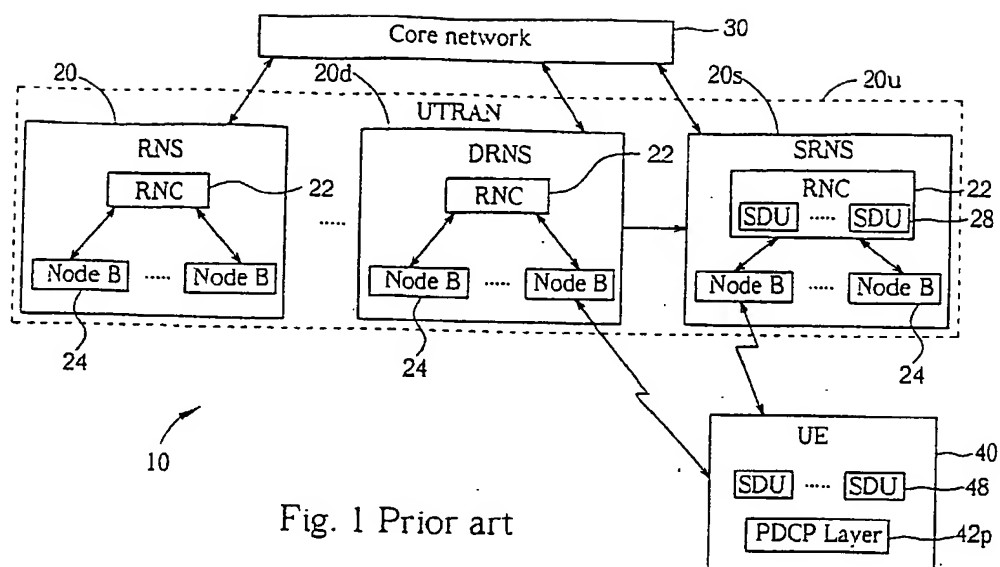 Core network
30
20
20d
20s
20u
UTRAN
RNS
DRNS
SRNS
RNC
22
RNC
22
RNC
22
SDU ..... SDU
28
.....
Node B ..... Node B
Node B ..... Node B
Node B ..... Node B
24
24
24
10
UE
40
SDU ..... SDU
48
PDCP Layer
42p
Fig. 1 Prior art